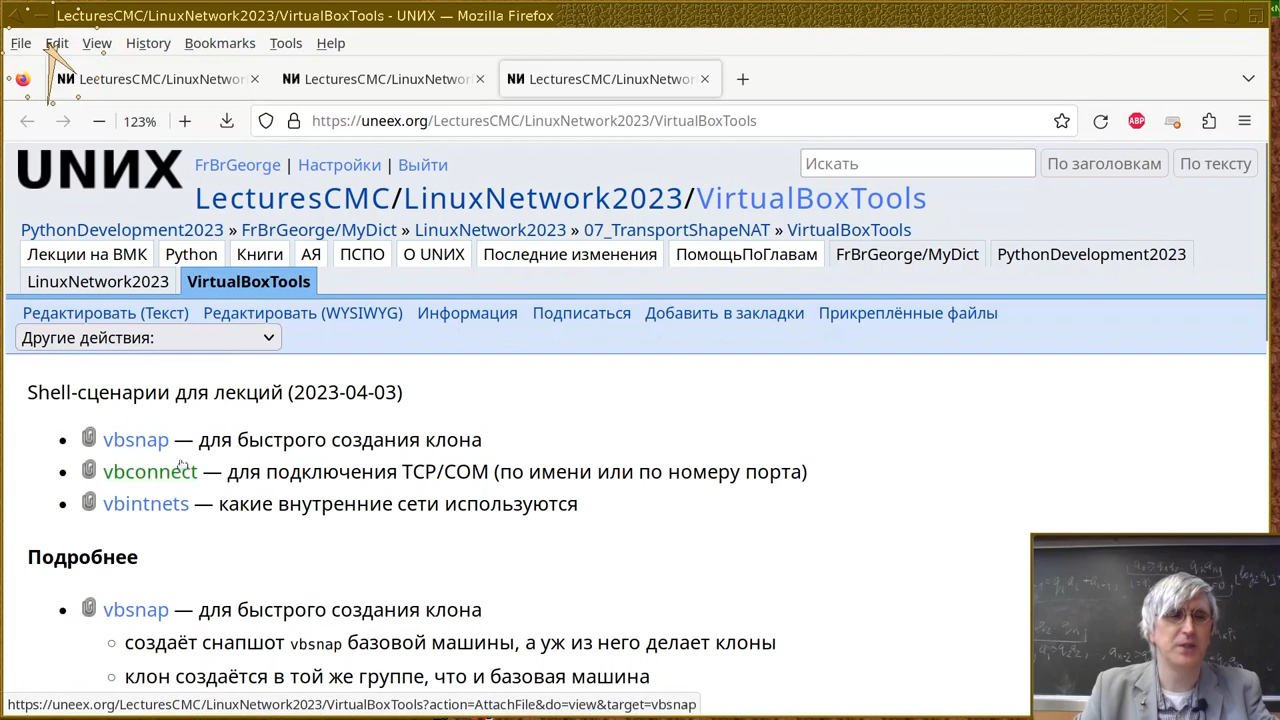 LecturesCMC/LinuxNetwork2023/VirtualBoxTools - UNИX — Mozilla Firefox
File Edit View History Bookmarks Tools Help
LecturesCMC/LinuxNetwor LecturesCMC/LinuxNetwor LecturesCMC/LinuxNetwor
123% https://uneex.org/LecturesCMC/LinuxNetwork2023/VirtualBoxTools ABP
UNИX FrBrGeorge | Настройки | Выйти Искать По заголовкам По тексту
LecturesCMC/LinuxNetwork2023/VirtualBoxTools
PythonDevelopment2023 » FrBrGeorge/MyDict » LinuxNetwork2023 » 07_TransportShapeNAT » VirtualBoxTools
Лекции на ВМК Python Книги АЯ ПСПО О UNIX Последние изменения ПомощьПоГлавам FrBrGeorge/MyDict PythonDevelopment2023
LinuxNetwork2023 VirtualBoxTools
Редактировать (Текст) Редактировать (WYSIWYG) Информация Подписаться Добавить в закладки Прикреплённые файлы
Другие действия:
Shell-сценарии для лекций (2023-04-03)
• vbsnap — для быстрого создания клона
• vbconnect — для подключения TCP/COM (по имени или по номеру порта)
• vbintnets — какие внутренние сети используются
Подробнее
• vbsnap — для быстрого создания клона
◦ создаёт снапшот vbsnap базовой машины, а уж из него делает клоны
◦ клон создаётся в той же группе, что и базовая машина
https://uneex.org/LecturesCMC/LinuxNetwork2023/VirtualBoxTools?action=AttachFile&do=view&target=vbsnap